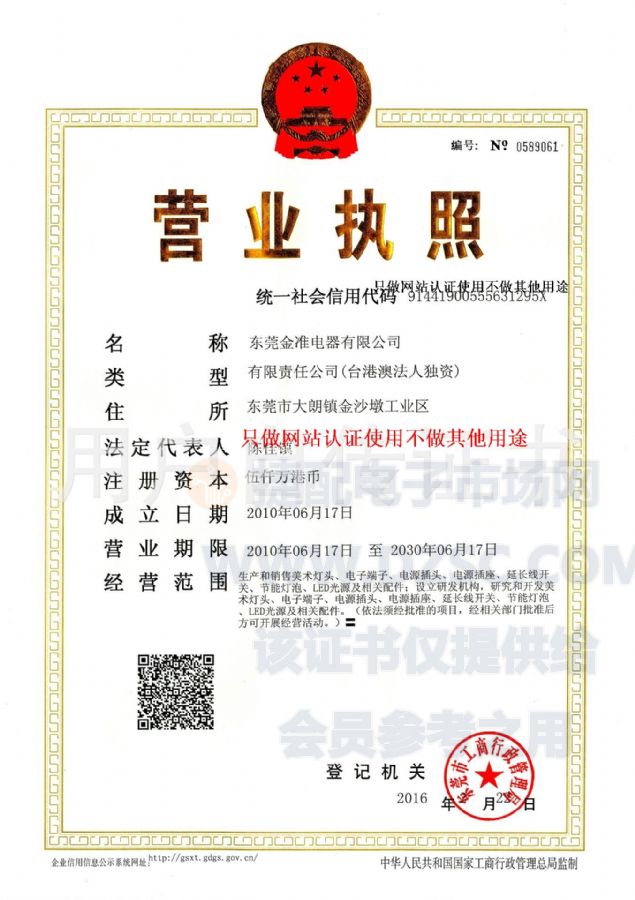 编号: № 0589061
营业执照
只做网站认证使用不做其他用途
统一社会信用代码 91441900555631295X
名称 东莞金准电器有限公司
类型 有限责任公司(台港澳法人独资)
住所 东莞市大朗镇金沙墩工业区
只做网站认证使用不做其他用途
法定代表人
注册资本 伍仟万港币
成立日期 2010年06月17日
营业期限 2010年06月17日 至 2030年06月17日
经营范围 生产和销售美术灯头、电子端子、电源插头、电源插座、延长线开
关、节能灯泡、LED光源及相关配件；设立研发机构，研究和开发美
术灯头、电子端子、电源插头、电源插座、延长线开关、节能灯泡
、LED光源及相关配件。（依法须经批准的项目，经相关部门批准后
方可开展经营活动。）
该证书仅提供给
会员参考之用
登记机关
东莞市工商行政管理局
2016 年 月 日
企业信用信息公示系统网址: http://gsxt.gdgs.gov.cn/
中华人民共和国国家工商行政管理总局监制